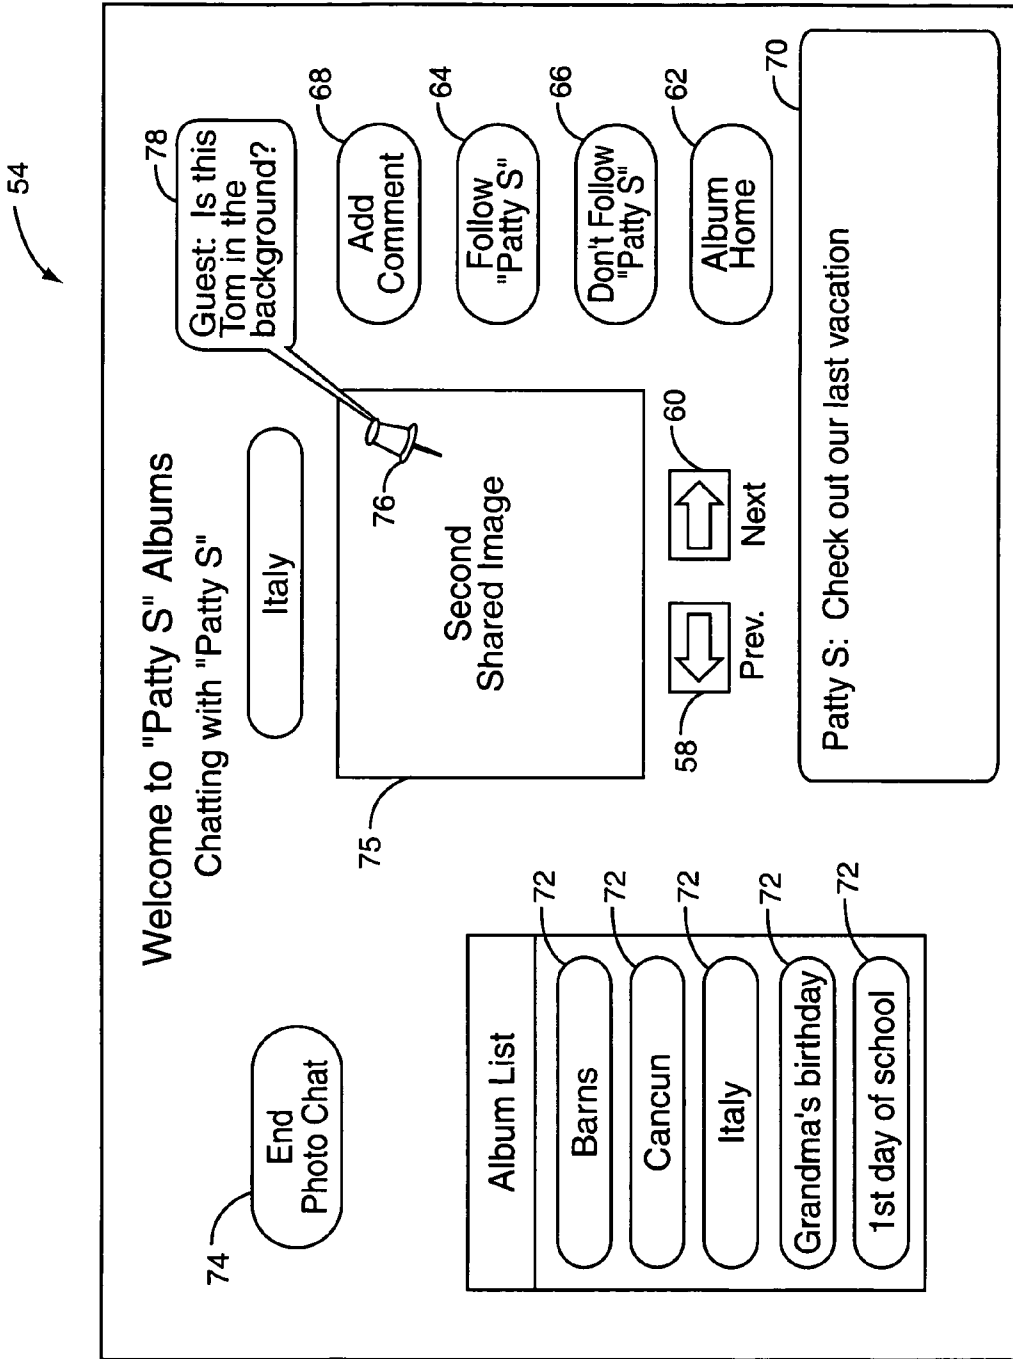 54
Welcome to "Patty S" Albums
Chatting with "Patty S"
74
End
Photo Chat
Italy
78
Guest: Is this
Tom in the
background?
75
76
Second
Shared Image
68
Add
Comment
64
Follow
"Patty S"
66
Don't Follow
"Patty S"
62
Album
Home
Album List
72
Barns
72
Cancun
72
Italy
72
Grandma's birthday
72
1st day of school
58
Prev.
60
Next
70
Patty S: Check out our last vacation